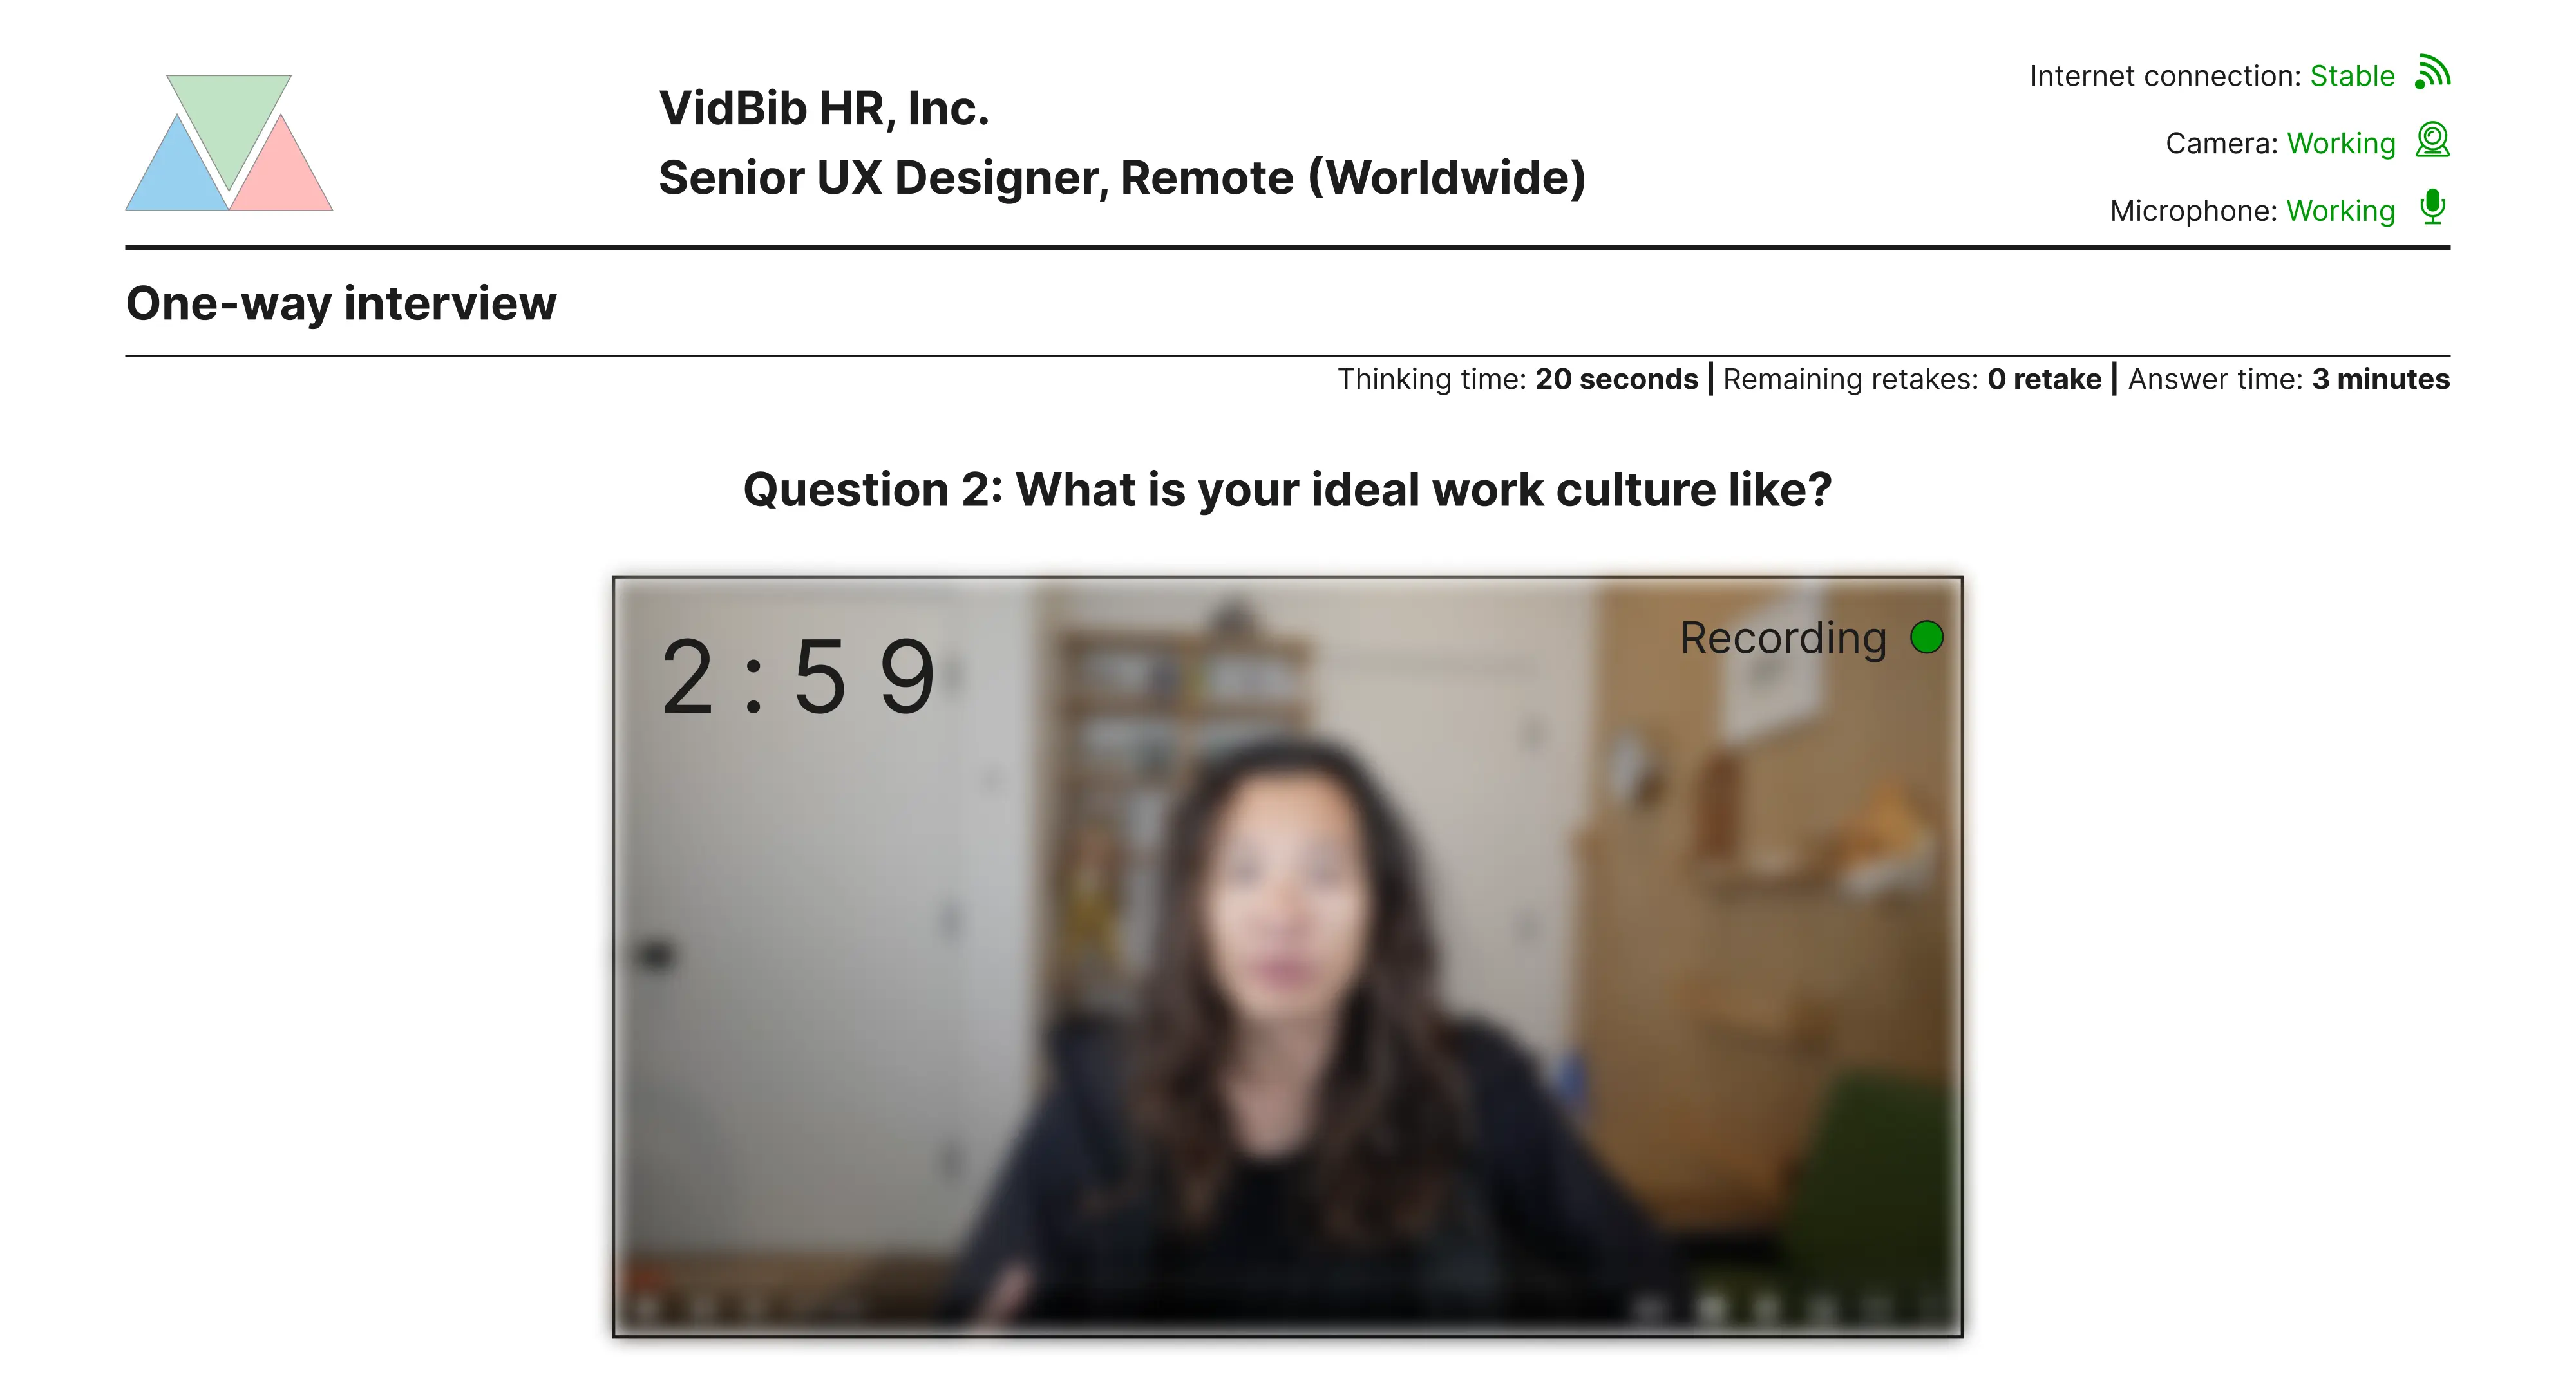 VidBib HR, Inc.
Senior UX Designer, Remote (Worldwide)
Internet connection: Stable
Camera: Working
Microphone: Working
One-way interview
Thinking time: 20 seconds | Remaining retakes: 0 retake | Answer time: 3 minutes
Question 2: What is your ideal work culture like?
2:59
Recording